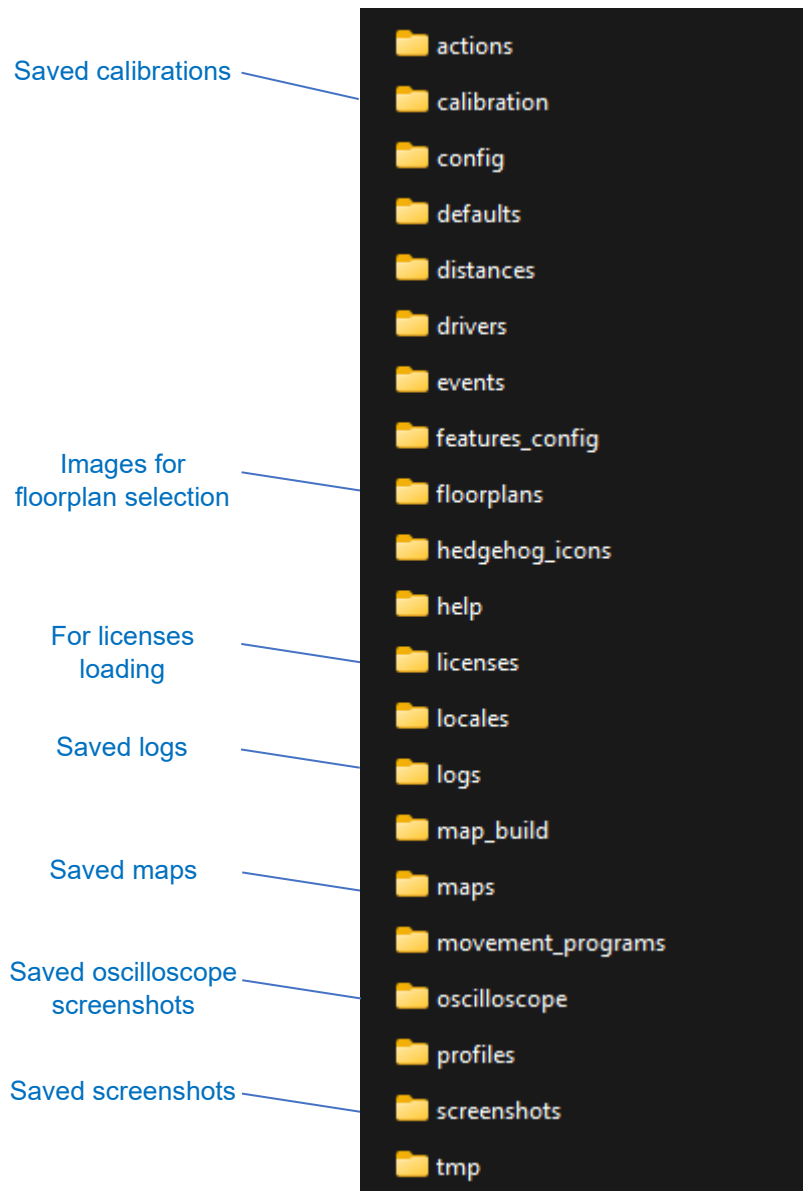 actions
Saved calibrations
calibration
config
defaults
distances
drivers
events
features_config
Images for
floorplan selection
floorplans
hedgehog_icons
help
For licenses
loading
licenses
locales
Saved logs
logs
map_build
Saved maps
maps
movement_programs
Saved oscilloscope
screenshots
oscilloscope
profiles
Saved screenshots
screenshots
tmp